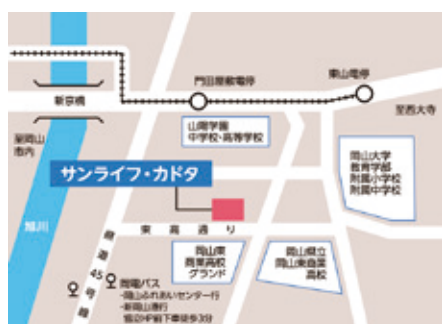 東山電停
門田屋敷電停
新京橋
至西大寺
山陽学園
中学校・高等学校
至岡山
市内
岡山大学
教育学部
附属小学校
附属中学校
サンライフ・カドタ
旭川
東高通り
県道45号線
岡山東
商業高校
グランド
岡山県立
岡山東商業
高校
岡電バス
-岡山ふれあいセンター行
-新岡山港行